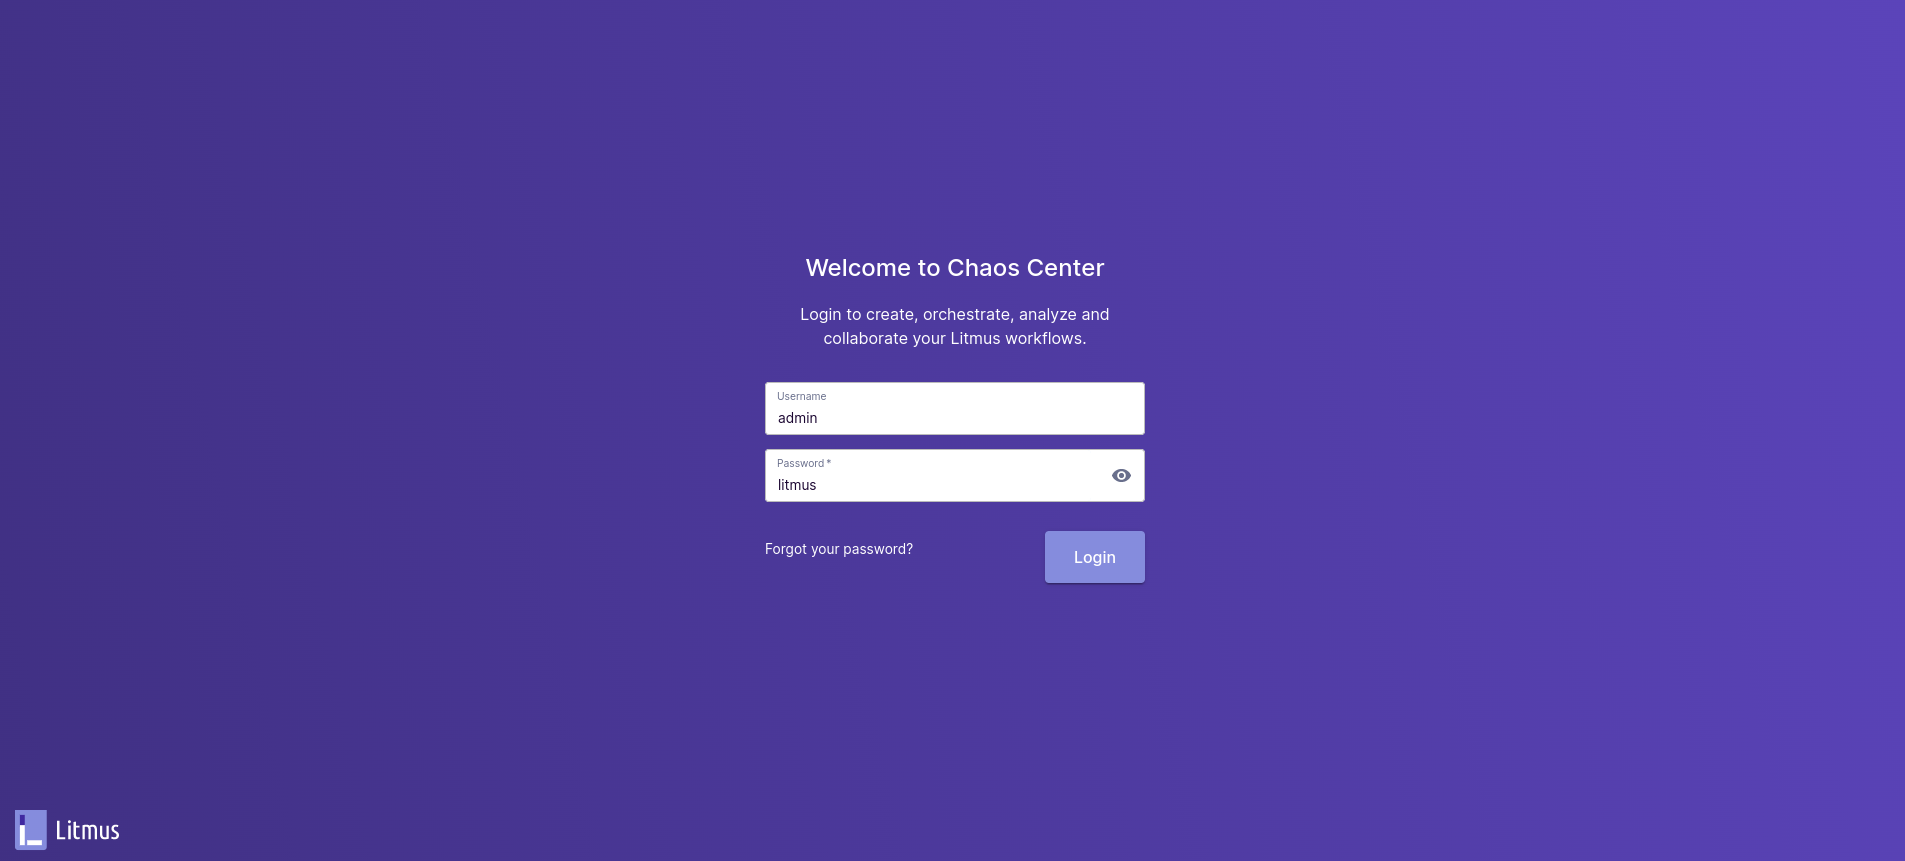 Welcome to Chaos Center
Login to create, orchestrate, analyze and
collaborate your Litmus workflows.
Username
admin
Password *
litmus
Forgot your password?
Login
Litmus